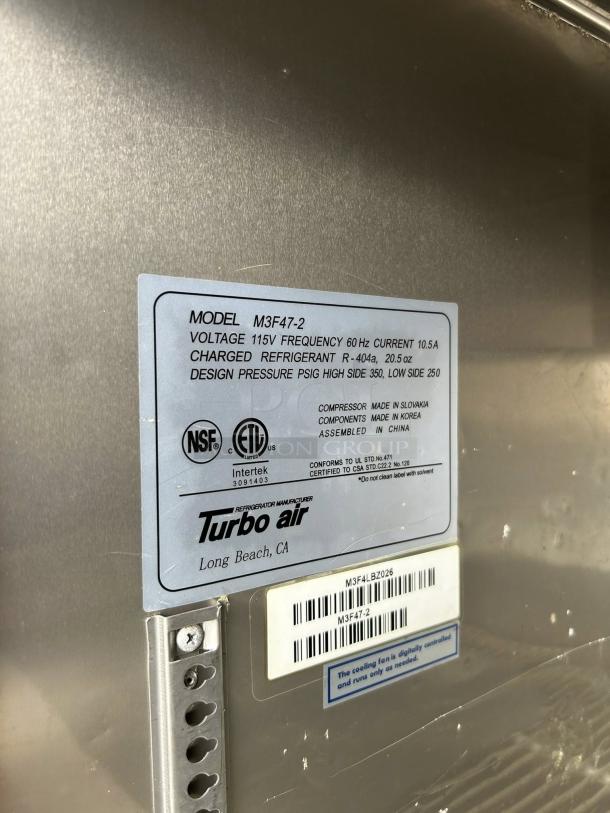 MODEL M3F47-2
VOLTAGE 115V FREQUENCY 60 Hz CURRENT 10.5A
CHARGED REFRIGERANT R-404a, 20.5 oz
DESIGN PRESSURE PSIG HIGH SIDE 350, LOW SIDE 250
COMPRESSOR MADE IN SLOVAKIA
COMPONENTS MADE IN KOREA
ASSEMBLED IN CHINA
NSF®
C ETL US
LISTED
Intertek
3091403
CONFORMS TO UL STD.No.471
CERTIFIED TO CSA STD.C22.2 No.120
*Do not clean label with solvent
REFRIGERATOR MANUFACTURER
Turbo air
Long Beach, CA
M3F4LBZ026
M3F47-2
The cooling fan is digitally controlled
and runs only as needed.